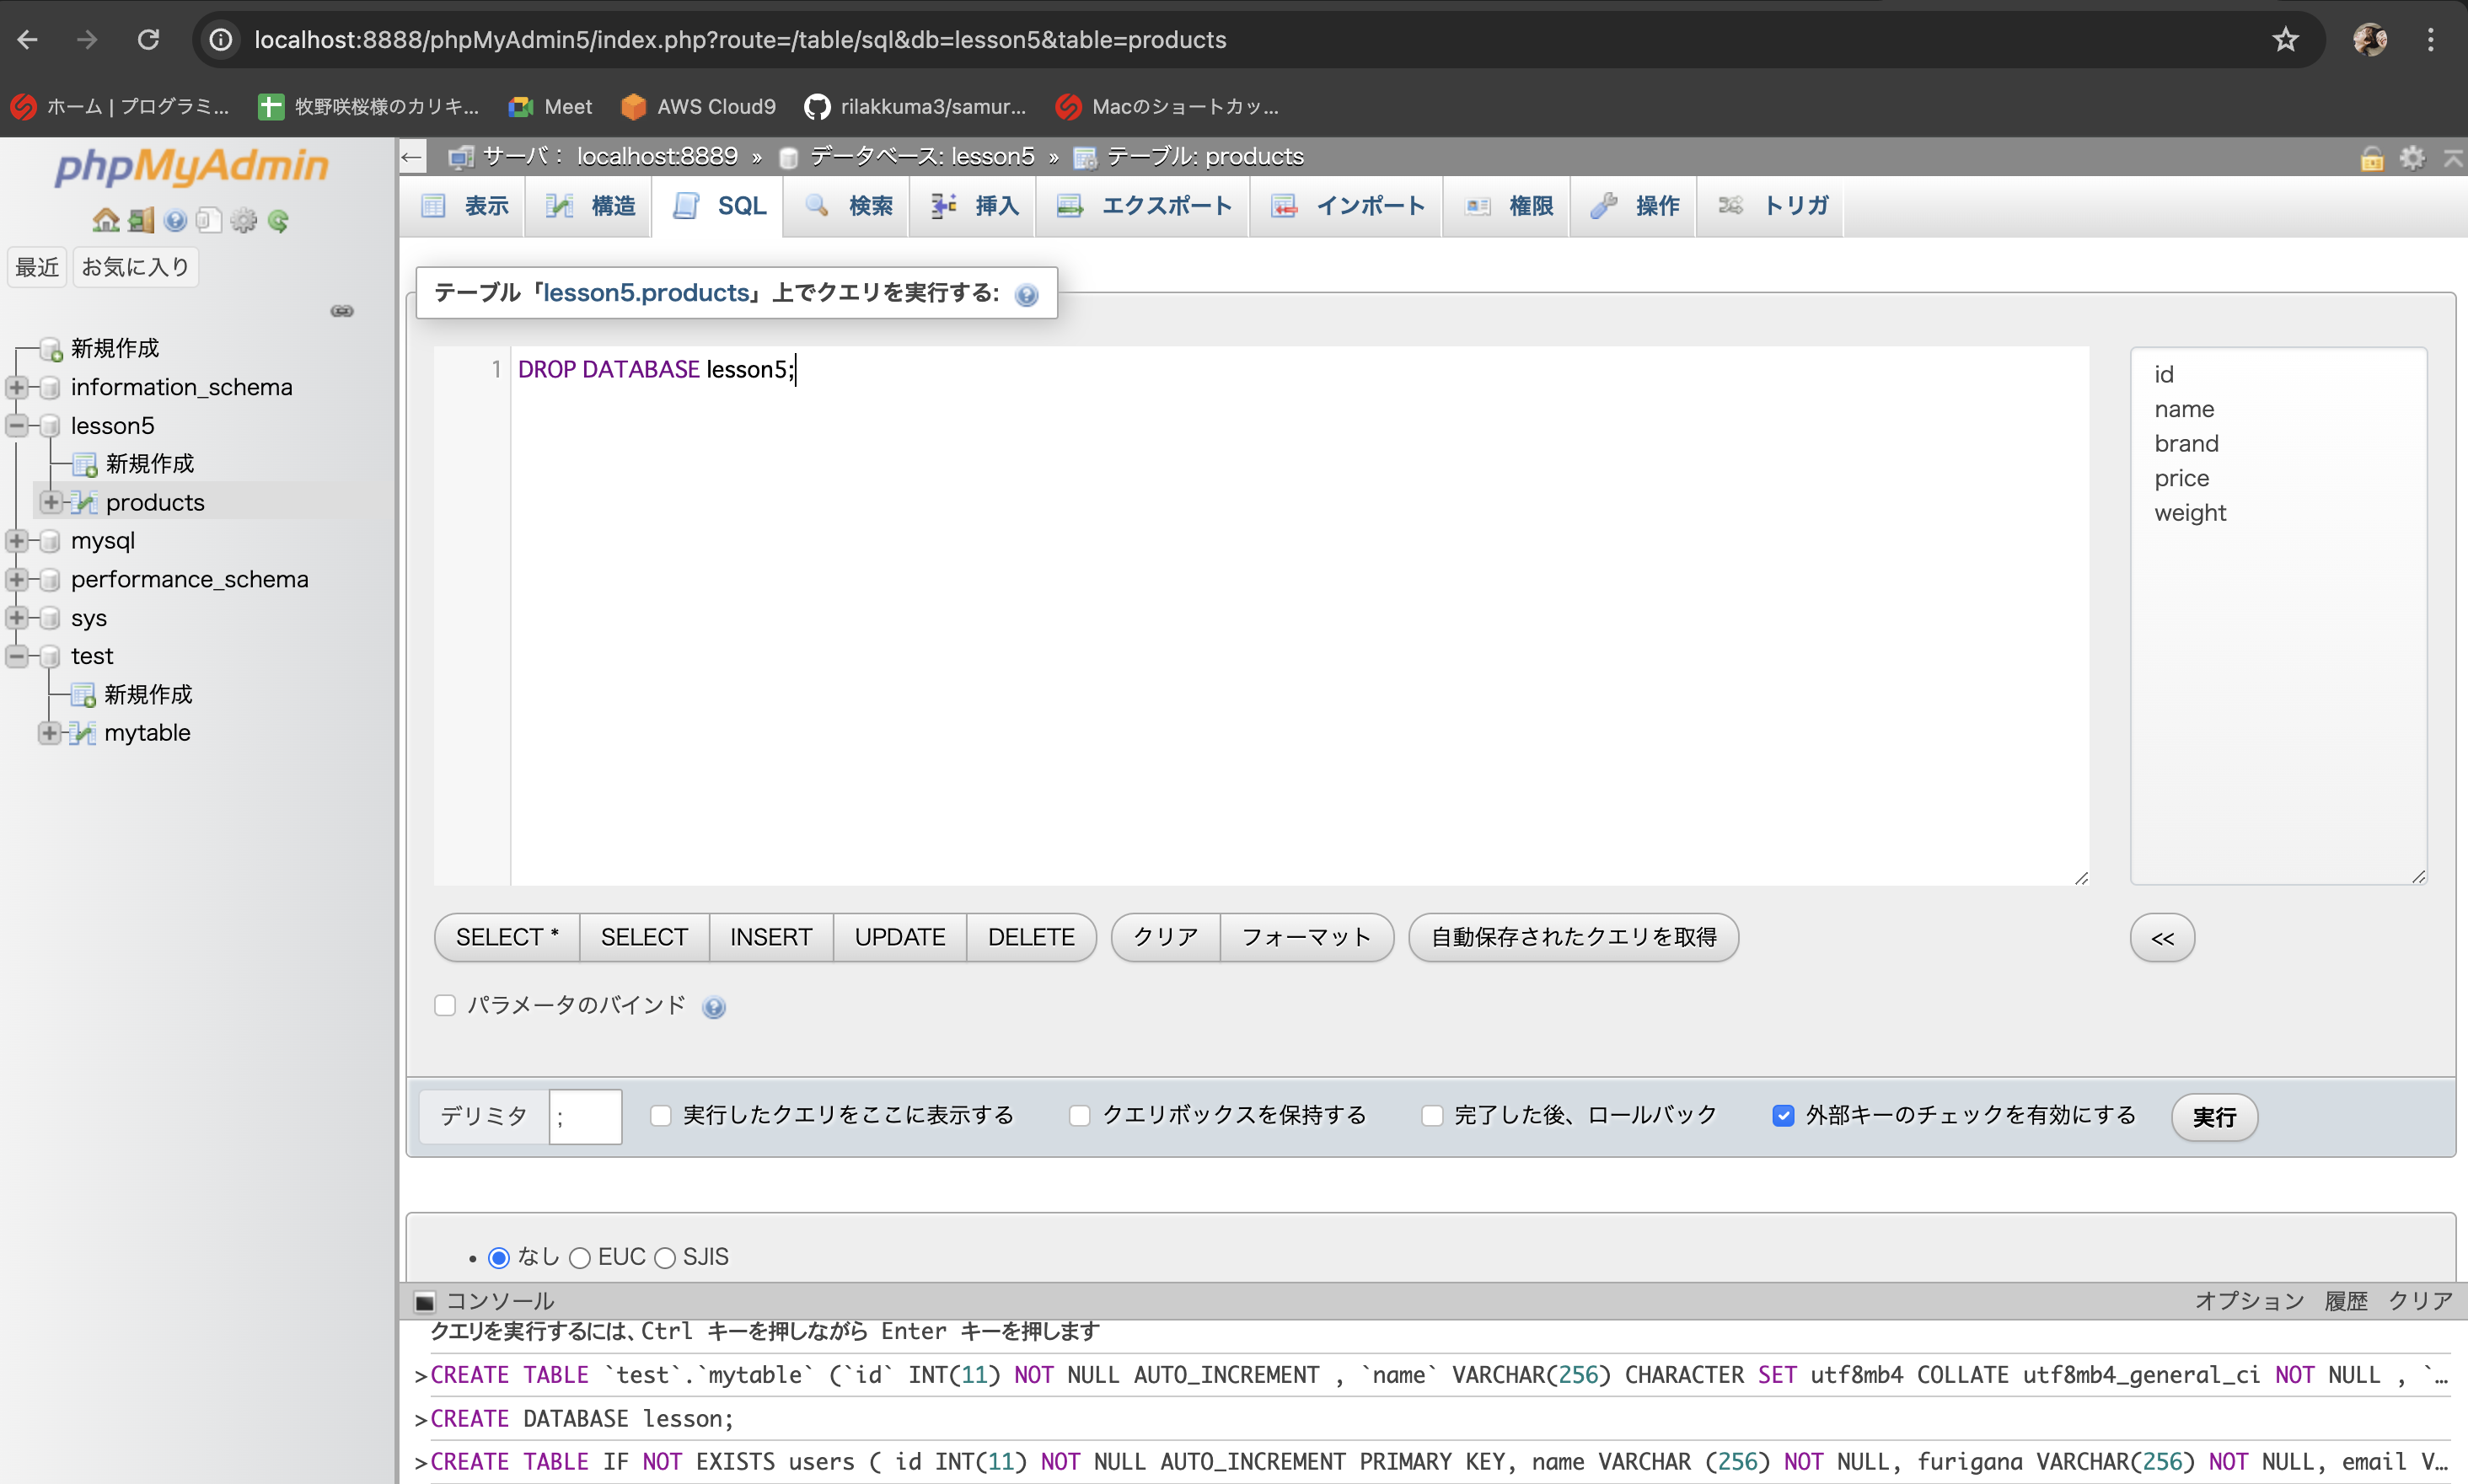 localhost:8888/phpMyAdmin5/index.php?route=/table/sql&db=lesson5&table=products
ホーム | プログラミ...
牧野咲桜様のカリキ...
Meet
AWS Cloud9
rilakkuma3/samur...
Macのショートカッ...
phpMyAdmin
最近
お気に入り
新規作成
information_schema
lesson5
新規作成
products
mysql
performance_schema
sys
test
新規作成
mytable
サーバ： localhost:8889 » データベース: lesson5 » テーブル: products
表示
構造
SQL
検索
挿入
エクスポート
インポート
権限
操作
トリガ
テーブル「lesson5.products」上でクエリを実行する:
1
DROP DATABASE lesson5;
id
name
brand
price
weight
SELECT *
SELECT
INSERT
UPDATE
DELETE
クリア
フォーマット
自動保存されたクエリを取得
<<
パラメータのバインド
デリミタ
;
実行したクエリをここに表示する
クエリボックスを保持する
完了した後、ロールバック
外部キーのチェックを有効にする
実行
なし
EUC
SJIS
コンソール
オプション
履歴
クリア
クエリを実行するには、Ctrl キーを押しながら Enter キーを押します
>CREATE TABLE `test`.`mytable` (`id` INT(11) NOT NULL AUTO_INCREMENT , `name` VARCHAR(256) CHARACTER SET utf8mb4 COLLATE utf8mb4_general_ci NOT NULL , `...
>CREATE DATABASE lesson;
>CREATE TABLE IF NOT EXISTS users ( id INT(11) NOT NULL AUTO_INCREMENT PRIMARY KEY, name VARCHAR (256) NOT NULL, furigana VARCHAR(256) NOT NULL, email V...